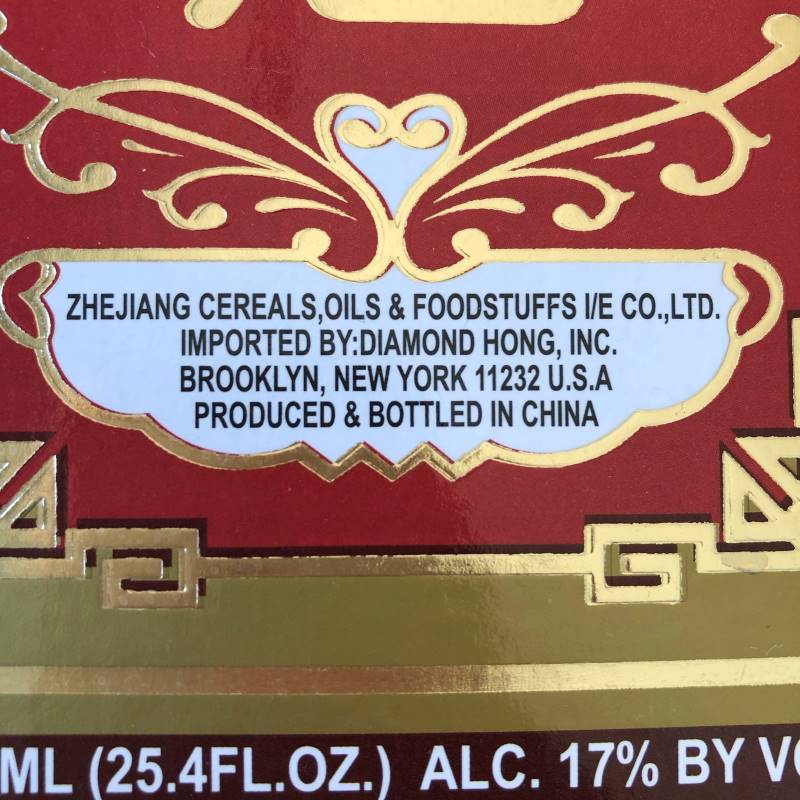 ZHEJIANG CEREALS,OILS & FOODSTUFFS I/E CO.,LTD.
IMPORTED BY:DIAMOND HONG, INC.
BROOKLYN, NEW YORK 11232 U.S.A
PRODUCED & BOTTLED IN CHINA
ML (25.4FL.OZ.) ALC. 17% BY